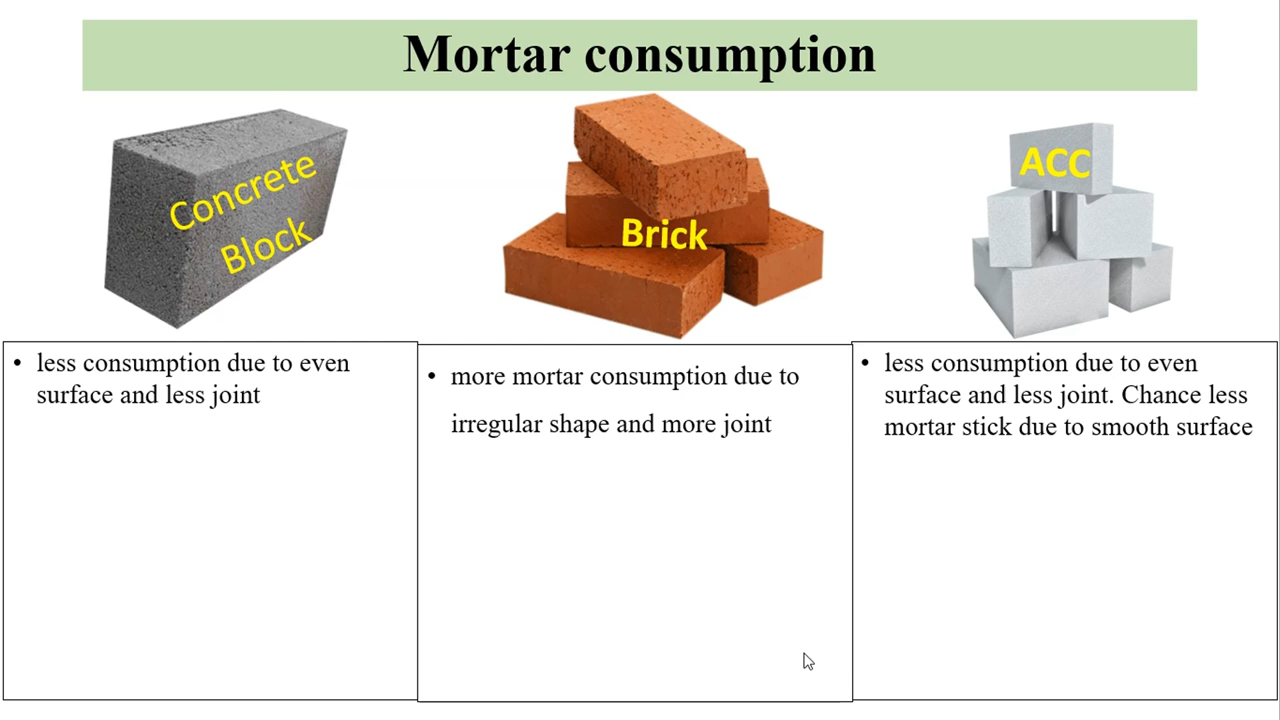 Mortar consumption
Concrete
Block
Brick
ACC
• less consumption due to even
surface and less joint
• more mortar consumption due to
irregular shape and more joint
• less consumption due to even
surface and less joint. Chance less
mortar stick due to smooth surface